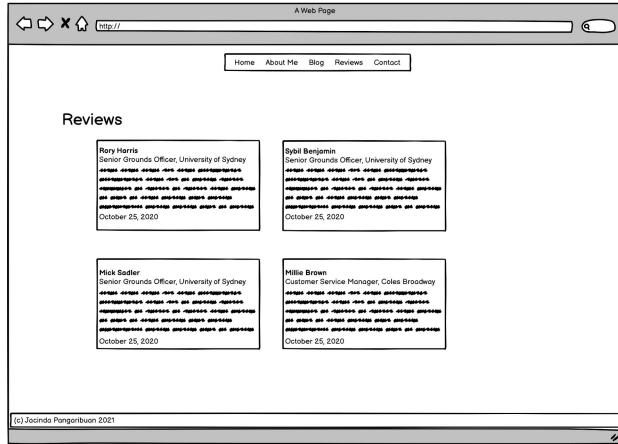 A Web Page
http://
Home About Me Blog Reviews Contact
Reviews
Rory Harris
Senior Grounds Officer, University of Sydney
October 25, 2020
Sybil Benjamin
Senior Grounds Officer, University of Sydney
October 25, 2020
Mick Sadler
Senior Grounds Officer, University of Sydney
October 25, 2020
Millie Brown
Customer Service Manager, Coles Broadway
October 25, 2020
(c) Jacinda Pangaribuan 2021